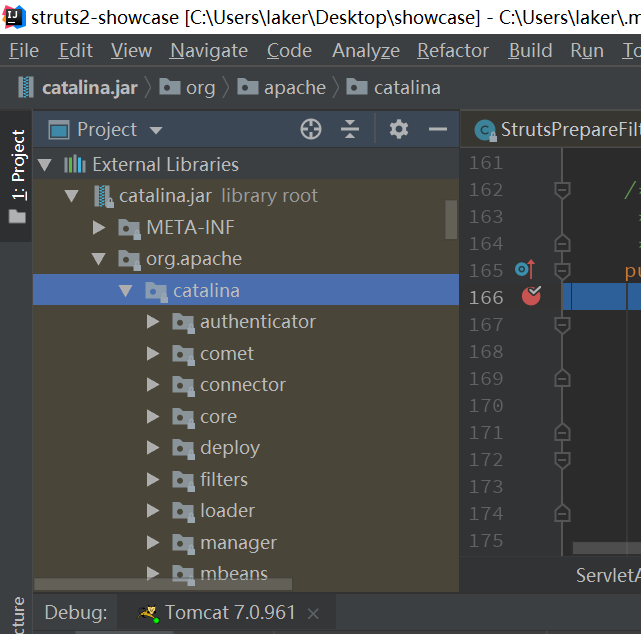 struts2-showcase [C:\Users\laker\Desktop\showcase] - C:\Users\laker\.m
File Edit View Navigate Code Analyze Refactor Build Run
catalina.jar org apache catalina
1: Project
Project
StrutsPrepareFil
External Libraries
catalina.jar library root
META-INF
org.apache
catalina
authenticator
comet
connector
core
deploy
filters
loader
manager
mbeans
161
162 /*
163
164
165 pu
166
167
168
169
170
171
172
173
174
175
ServletA
cture
Debug: Tomcat 7.0.961